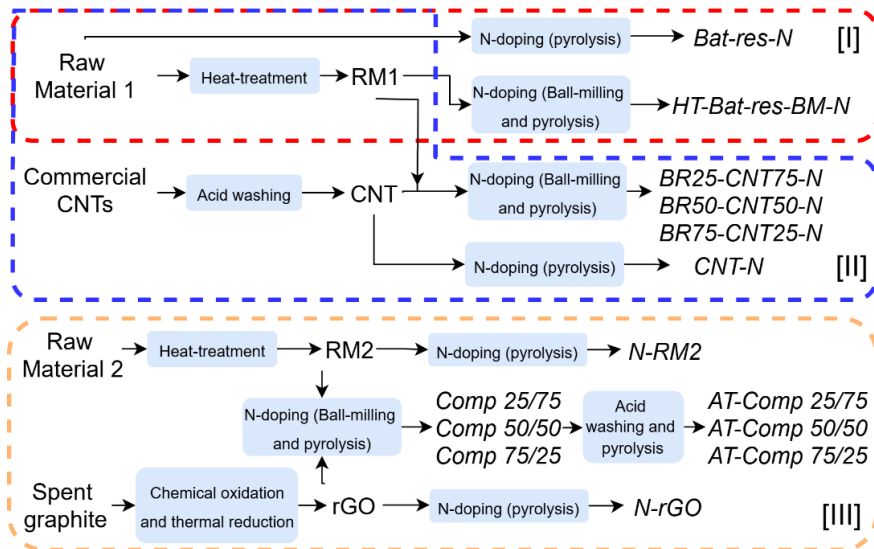 N-doping (pyrolysis)
Bat-res-N
[I]
Raw
Material 1
Heat-treatment
RM1
N-doping (Ball-milling
and pyrolysis)
HT-Bat-res-BM-N
Commercial
CNTs
Acid washing
CNT
N-doping (Ball-milling
and pyrolysis)
BR25-CNT75-N
BR50-CNT50-N
BR75-CNT25-N
N-doping (pyrolysis)
CNT-N
[II]
Raw
Material 2
Heat-treatment
RM2
N-doping (pyrolysis)
N-RM2
N-doping (Ball-milling
and pyrolysis)
Comp 25/75
Comp 50/50
Comp 75/25
Acid
washing and
pyrolysis
AT-Comp 25/75
AT-Comp 50/50
AT-Comp 75/25
Spent
graphite
Chemical oxidation
and thermal reduction
rGO
N-doping (pyrolysis)
N-rGO
[III]